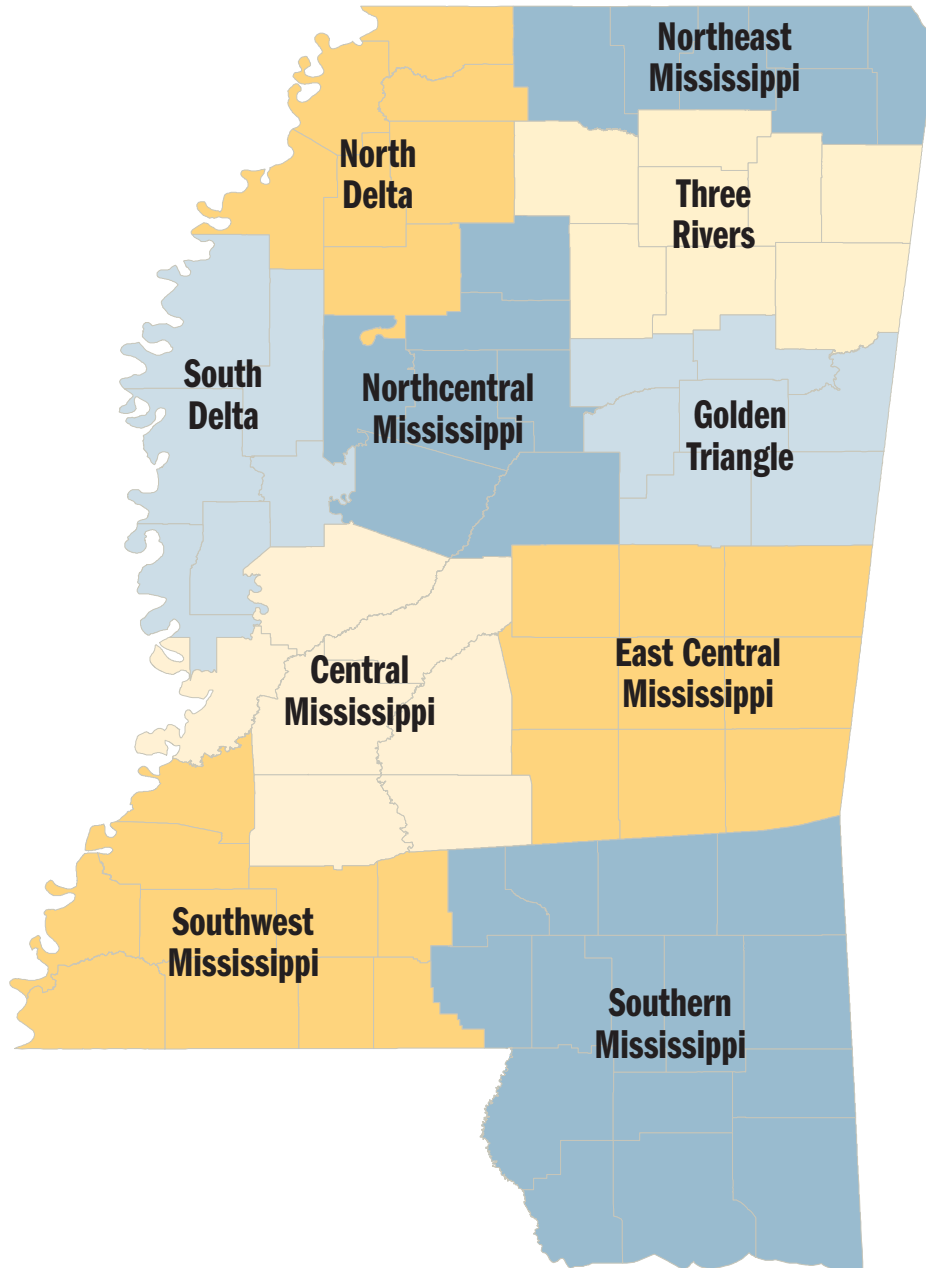 Northeast
Mississippi
North
Delta
Three
Rivers
South
Delta
Northcentral
Mississippi
Golden
Triangle
East Central
Mississippi
Central
Mississippi
Southwest
Mississippi
Southern
Mississippi